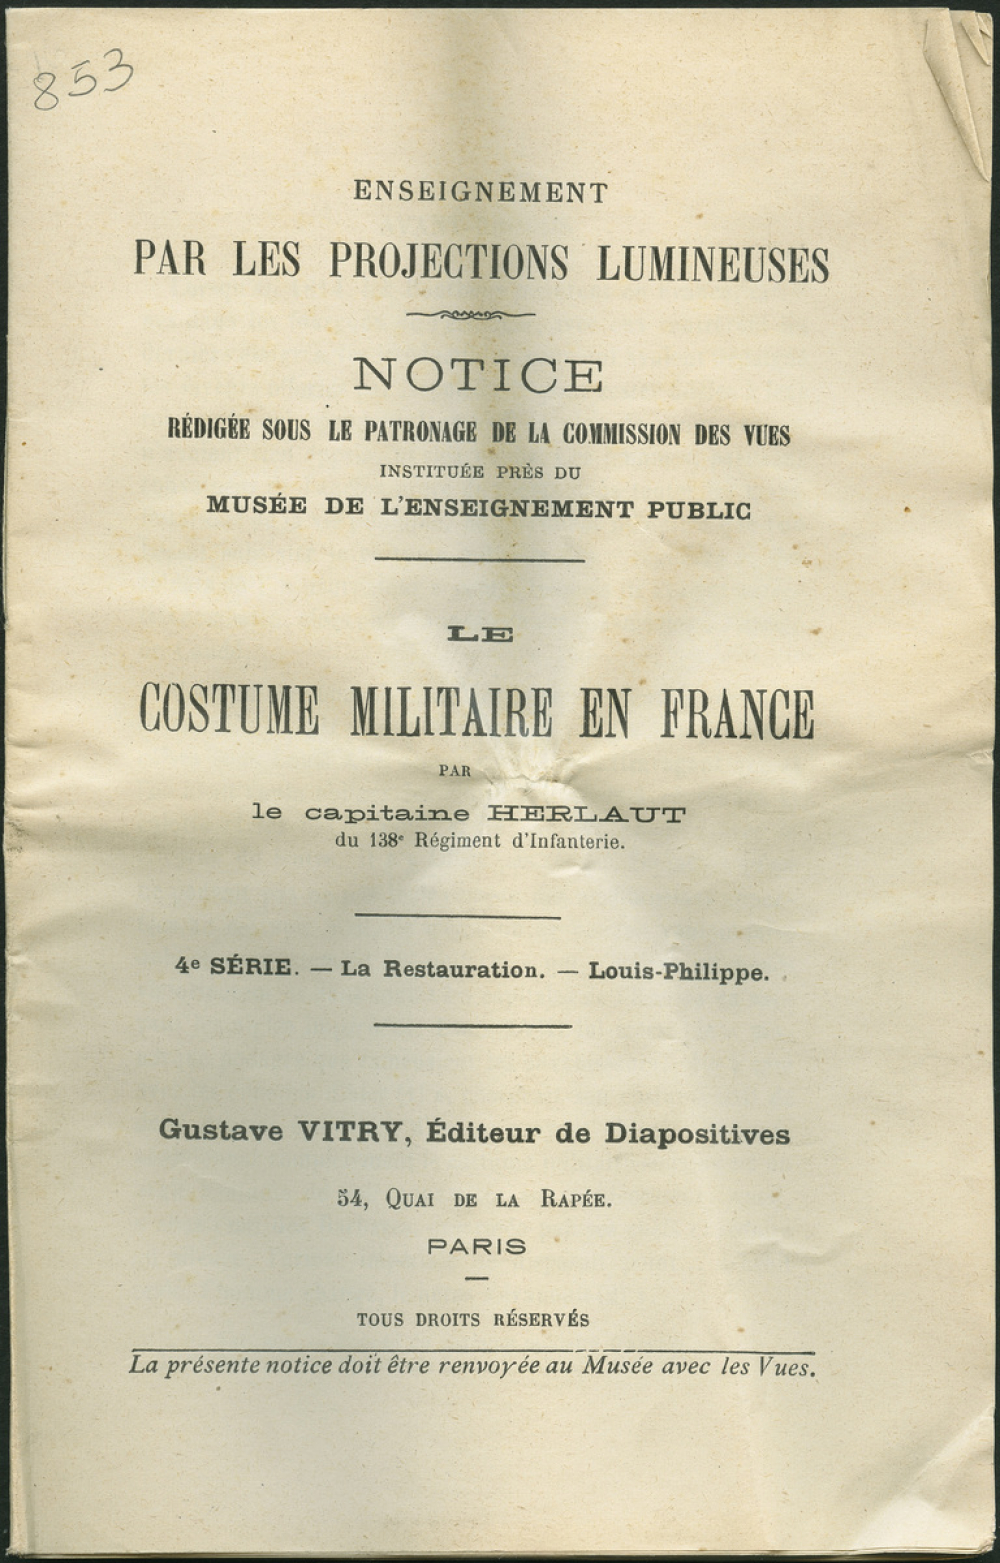 853
ENSEIGNEMENT
PAR LES PROJECTIONS LUMINEUSES
NOTICE
RÉDIGÉE SOUS LE PATRONAGE DE LA COMMISSION DES VUES
INSTITUÉE PRÈS DU
MUSÉE DE L'ENSEIGNEMENT PUBLIC
LE
COSTUME MILITAIRE EN FRANCE
PAR
le capitaine HERLAUT
du 138e Régiment d'Infanterie.
4e SÉRIE. — La Restauration. — Louis-Philippe.
Gustave VITRY, Éditeur de Diapositives
54, QUAI DE LA RAPÉE.
PARIS
TOUS DROITS RÉSERVÉS
La présente notice doit être renvoyée au Musée avec les Vues.